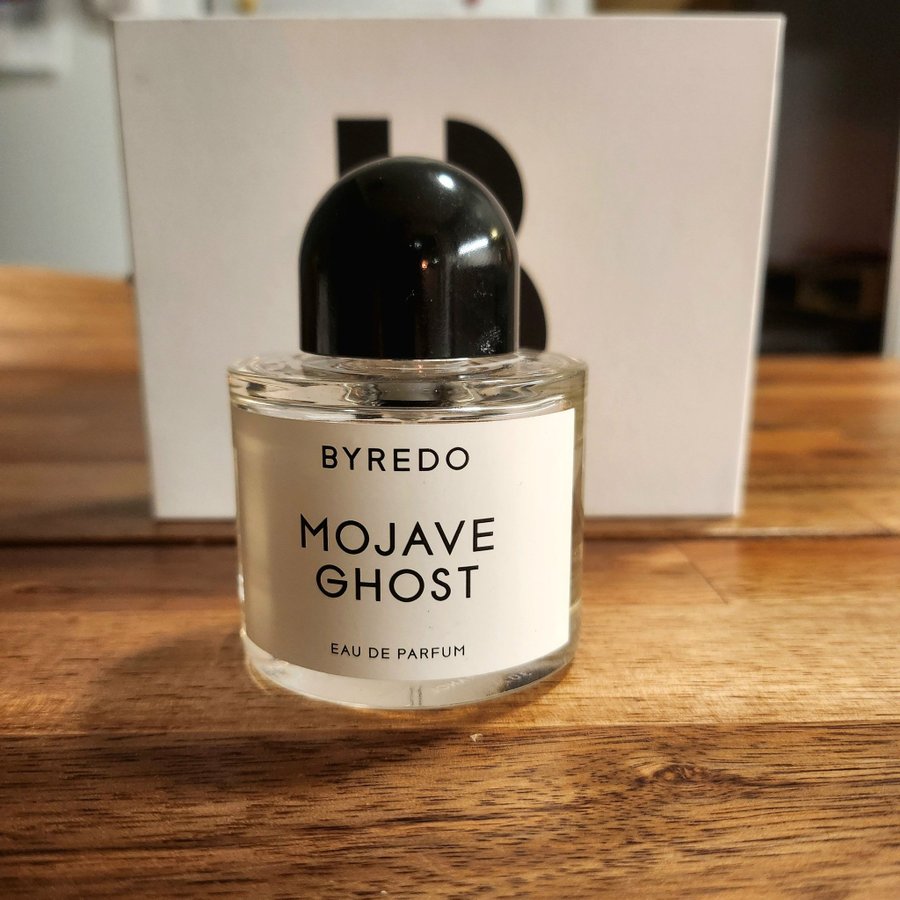 B
BYREDO
MOJAVE
GHOST
EAU DE PARFUM